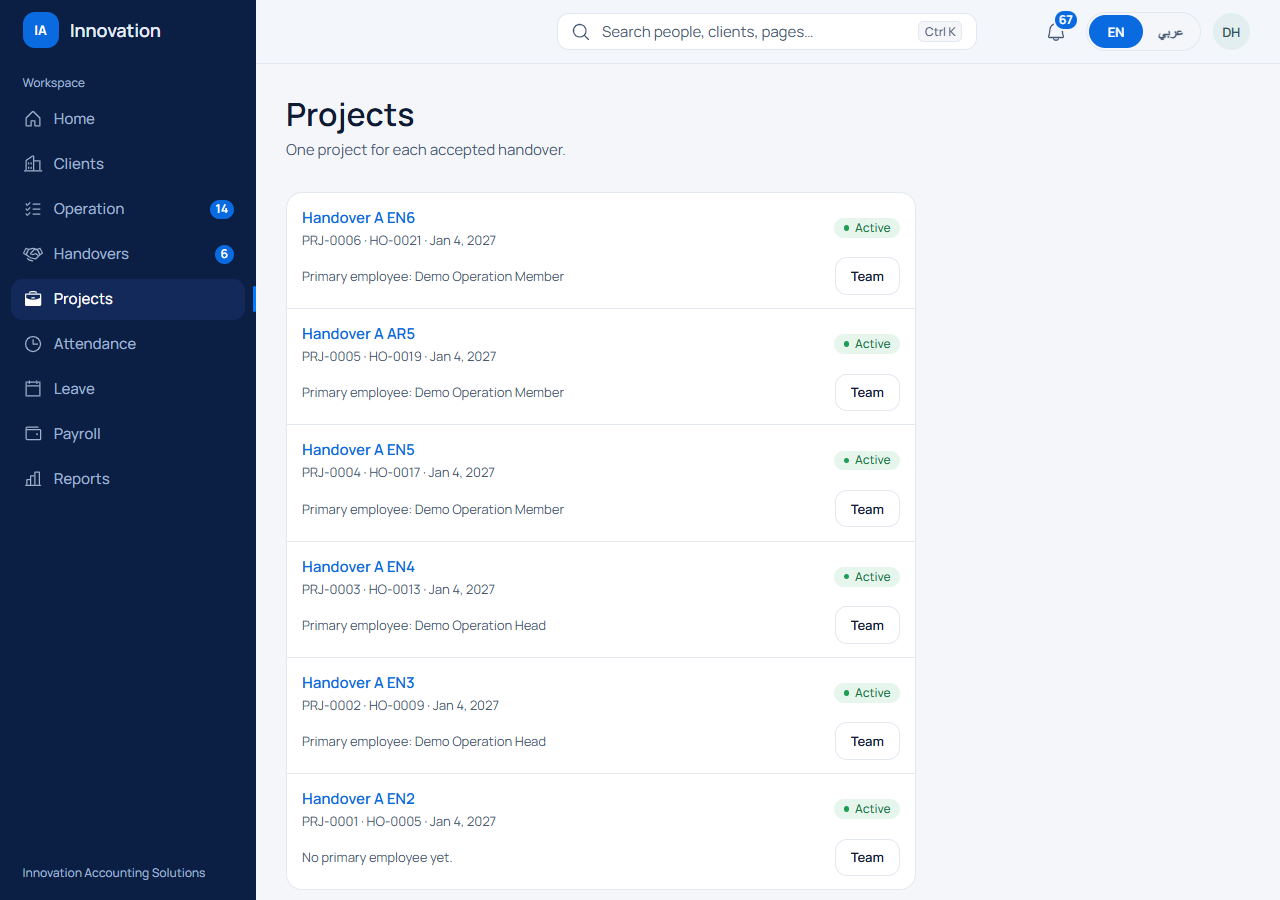 IA Innovation
Search people, clients, pages... Ctrl K
67
EN عربي DH
Workspace
Home
Clients
Operation 14
Handovers 6
Projects
Attendance
Leave
Payroll
Reports
Innovation Accounting Solutions
Projects
One project for each accepted handover.
Handover A EN6
PRJ-0006 · HO-0021 · Jan 4, 2027
Active
Primary employee: Demo Operation Member
Team
Handover A AR5
PRJ-0005 · HO-0019 · Jan 4, 2027
Active
Primary employee: Demo Operation Member
Team
Handover A EN5
PRJ-0004 · HO-0017 · Jan 4, 2027
Active
Primary employee: Demo Operation Member
Team
Handover A EN4
PRJ-0003 · HO-0013 · Jan 4, 2027
Active
Primary employee: Demo Operation Head
Team
Handover A EN3
PRJ-0002 · HO-0009 · Jan 4, 2027
Active
Primary employee: Demo Operation Head
Team
Handover A EN2
PRJ-0001 · HO-0005 · Jan 4, 2027
Active
No primary employee yet.
Team